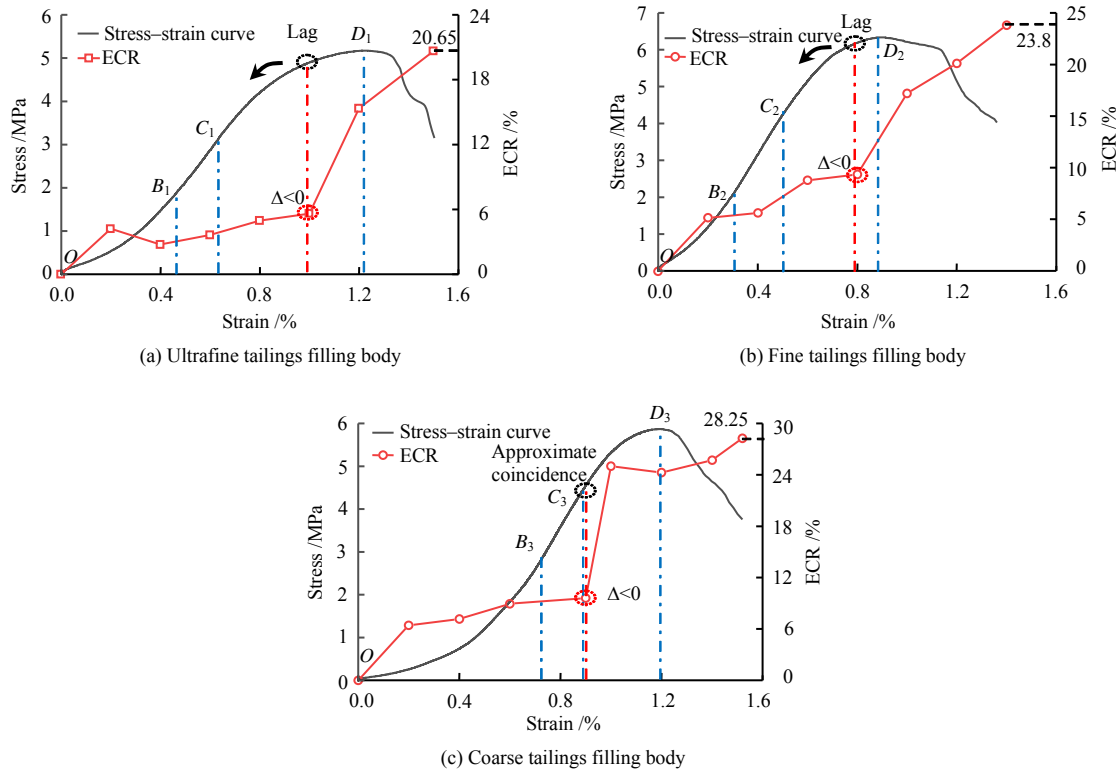 Stress–strain curve
ECR
Lag
D1
20.65
C1
B1
Δ<0
O
6
5
4
3
2
1
0
Stress /MPa
24
18
12
6
0
ECR /%
0.0
0.4
0.8
1.2
1.6
Strain /%
(a) Ultrafine tailings filling body
Stress–strain curve
ECR
Lag
D2
23.8
C2
B2
Δ<0
O
7
6
5
4
3
2
1
0
Stress /MPa
25
20
15
10
5
0
ECR /%
0.0
0.4
0.8
1.2
1.6
Strain /%
(b) Fine tailings filling body
Stress–strain curve
ECR
Approximate
coincidence
D3
28.25
C3
B3
Δ<0
O
6
5
4
3
2
1
0
Stress /MPa
30
24
18
12
6
0
ECR /%
0.0
0.4
0.8
1.2
1.6
Strain /%
(c) Coarse tailings filling body